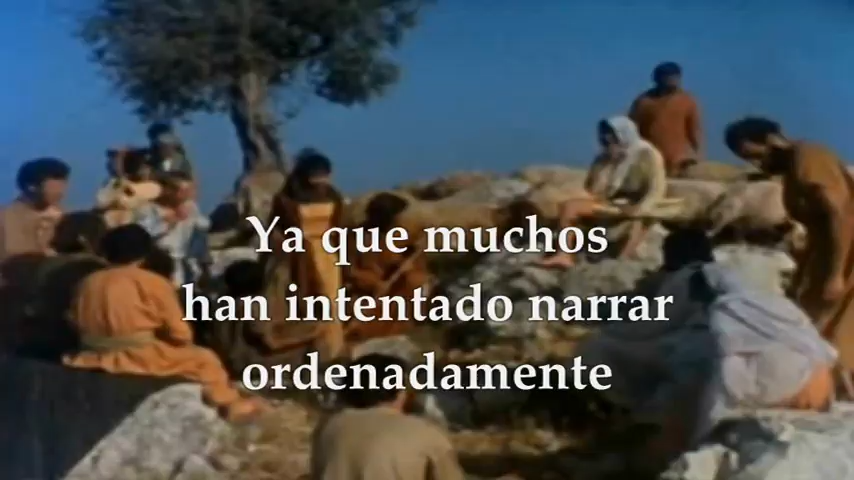 Ya que muchos
han intentado narrar
ordenadamente